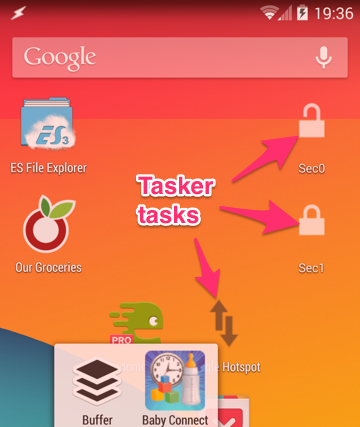 19:36
Google
ES 3
ES File Explorer
Sec0
Tasker
tasks
Our Groceries
Sec1
PRO
Hotspot
Buffer
Baby Connect